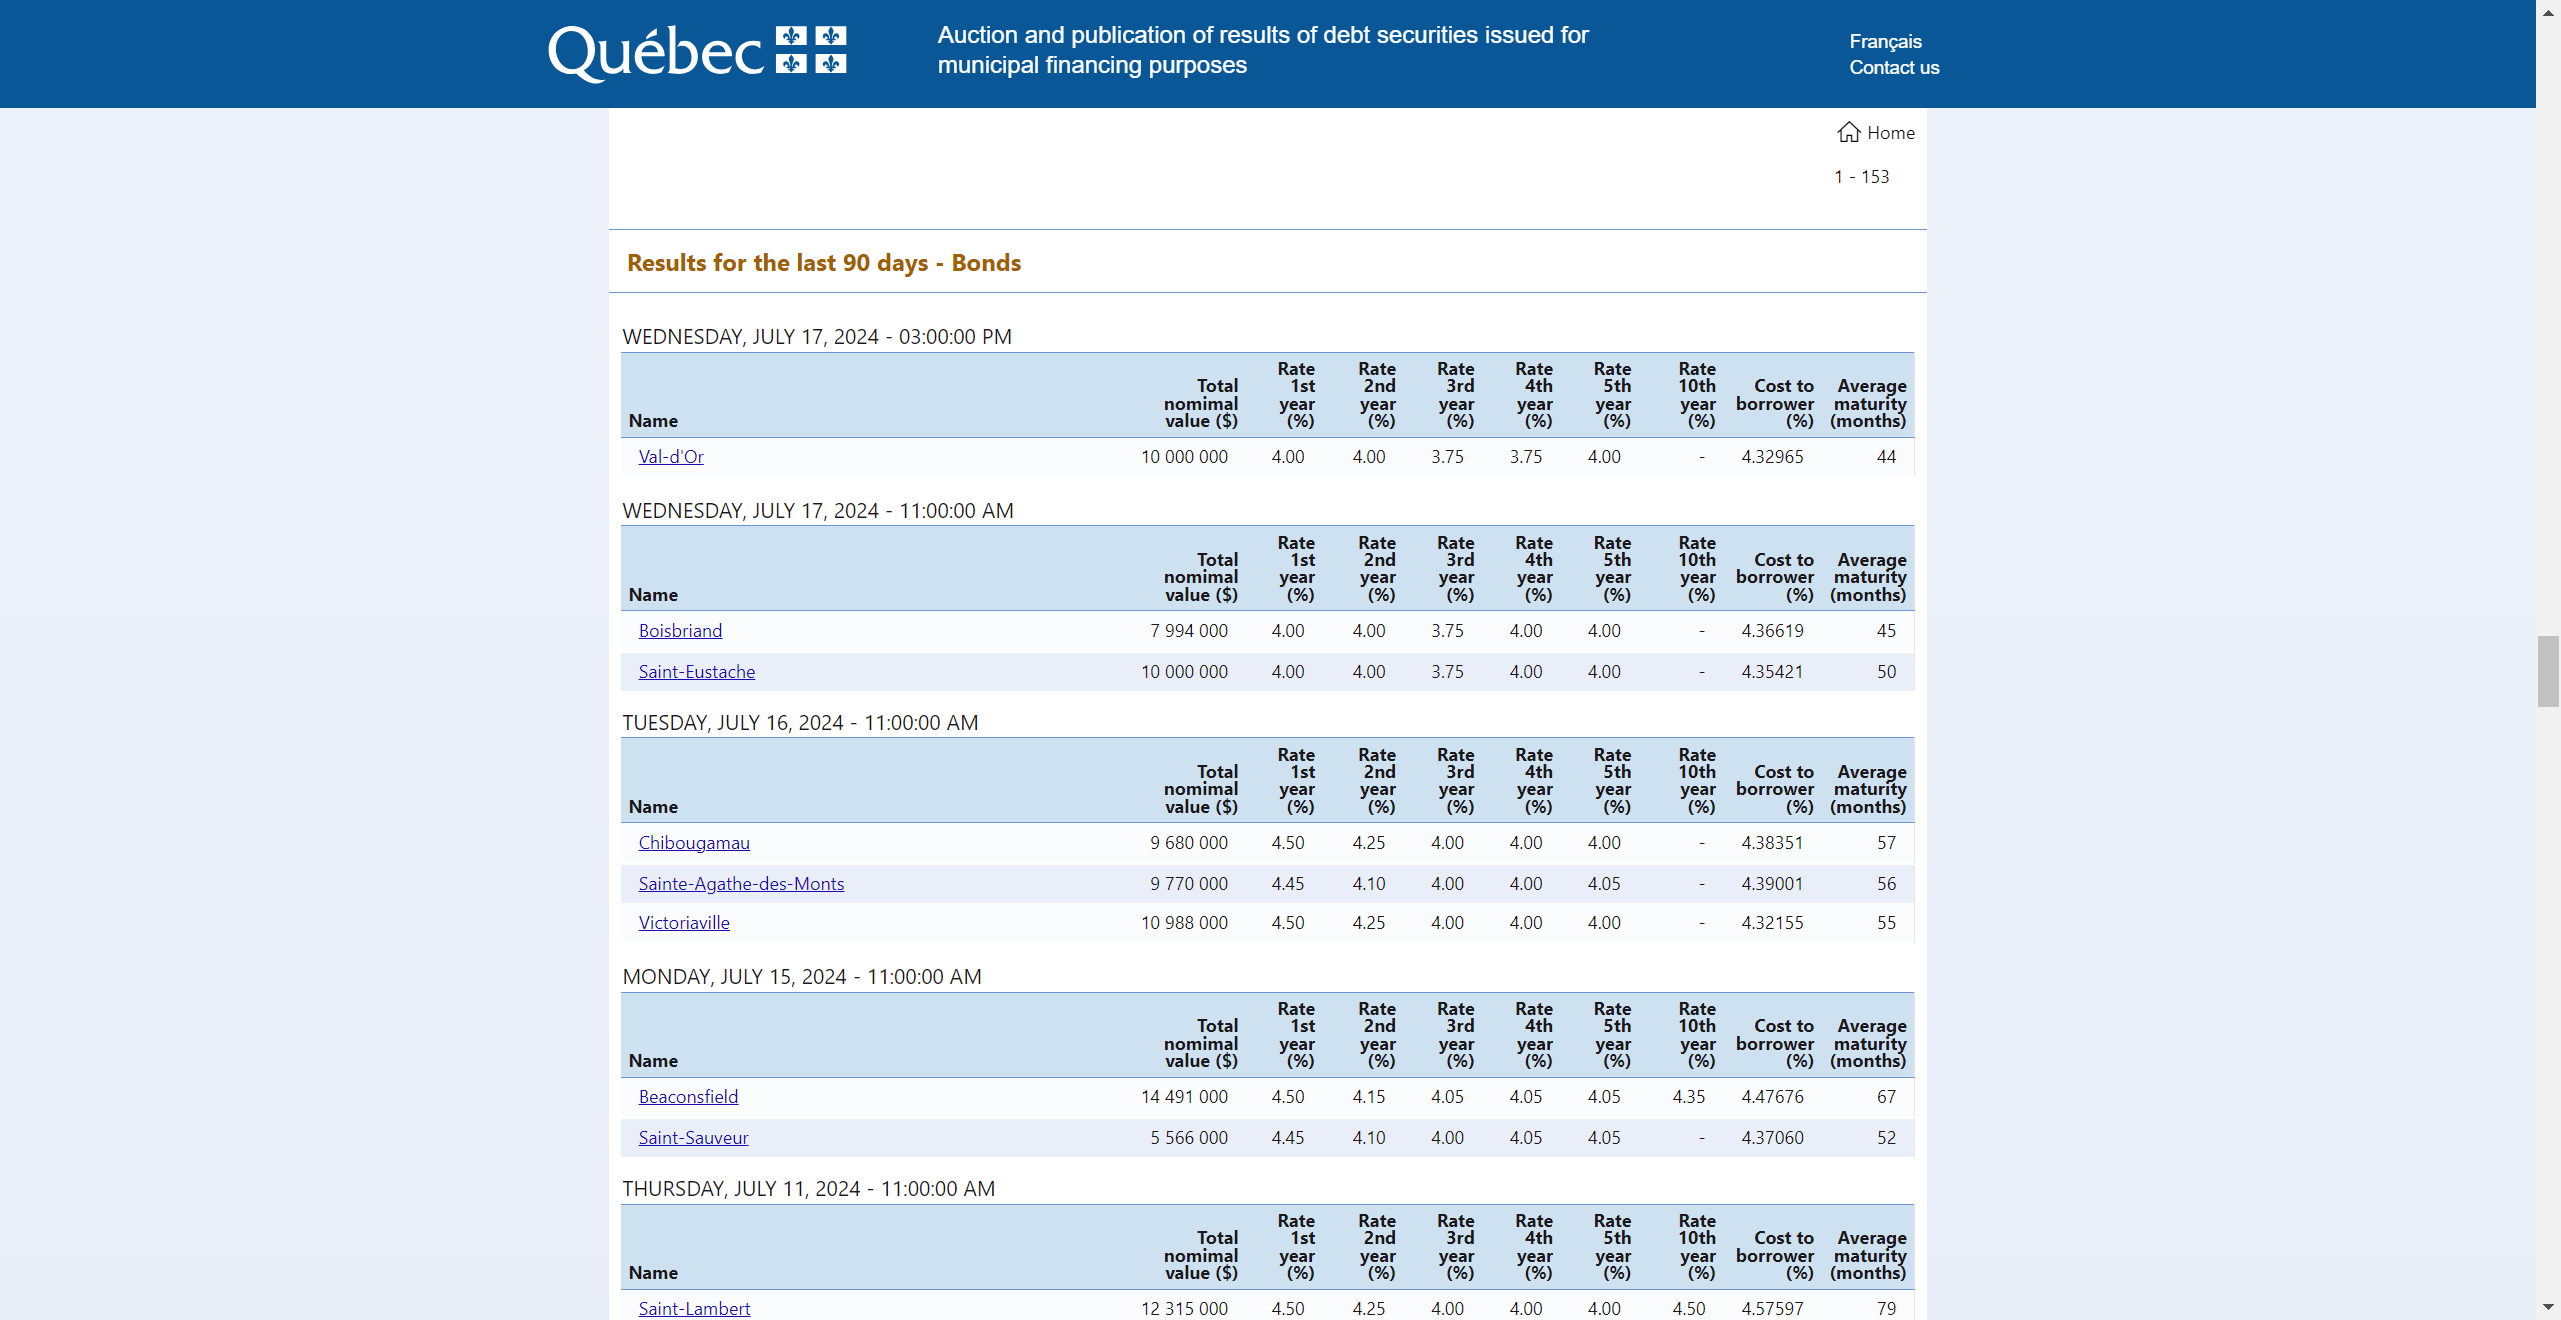 Québec
Auction and publication of results of debt securities issued for
municipal financing purposes
Français
Contact us
Home
1 - 153
Results for the last 90 days - Bonds
WEDNESDAY, JULY 17, 2024 - 03:00:00 PM
Name Total nomimal value ($) Rate 1st year (%) Rate 2nd year (%) Rate 3rd year (%) Rate 4th year (%) Rate 5th year (%) Rate 10th year (%) Cost to borrower (%) Average maturity (months)
Val-d'Or 10 000 000 4.00 4.00 3.75 3.75 4.00 - 4.32965 44
WEDNESDAY, JULY 17, 2024 - 11:00:00 AM
Name Total nomimal value ($) Rate 1st year (%) Rate 2nd year (%) Rate 3rd year (%) Rate 4th year (%) Rate 5th year (%) Rate 10th year (%) Cost to borrower (%) Average maturity (months)
Boisbriand 7 994 000 4.00 4.00 3.75 4.00 4.00 - 4.36619 45
Saint-Eustache 10 000 000 4.00 4.00 3.75 4.00 4.00 - 4.35421 50
TUESDAY, JULY 16, 2024 - 11:00:00 AM
Name Total nomimal value ($) Rate 1st year (%) Rate 2nd year (%) Rate 3rd year (%) Rate 4th year (%) Rate 5th year (%) Rate 10th year (%) Cost to borrower (%) Average maturity (months)
Chibougamau 9 680 000 4.50 4.25 4.00 4.00 4.00 - 4.38351 57
Sainte-Agathe-des-Monts 9 770 000 4.45 4.10 4.00 4.00 4.05 - 4.39001 56
Victoriaville 10 988 000 4.50 4.25 4.00 4.00 4.00 - 4.32155 55
MONDAY, JULY 15, 2024 - 11:00:00 AM
Name Total nomimal value ($) Rate 1st year (%) Rate 2nd year (%) Rate 3rd year (%) Rate 4th year (%) Rate 5th year (%) Rate 10th year (%) Cost to borrower (%) Average maturity (months)
Beaconsfield 14 491 000 4.50 4.15 4.05 4.05 4.05 4.35 4.47676 67
Saint-Sauveur 5 566 000 4.45 4.10 4.00 4.05 4.05 - 4.37060 52
THURSDAY, JULY 11, 2024 - 11:00:00 AM
Name Total nomimal value ($) Rate 1st year (%) Rate 2nd year (%) Rate 3rd year (%) Rate 4th year (%) Rate 5th year (%) Rate 10th year (%) Cost to borrower (%) Average maturity (months)
Saint-Lambert 12 315 000 4.50 4.25 4.00 4.00 4.00 4.50 4.57597 79